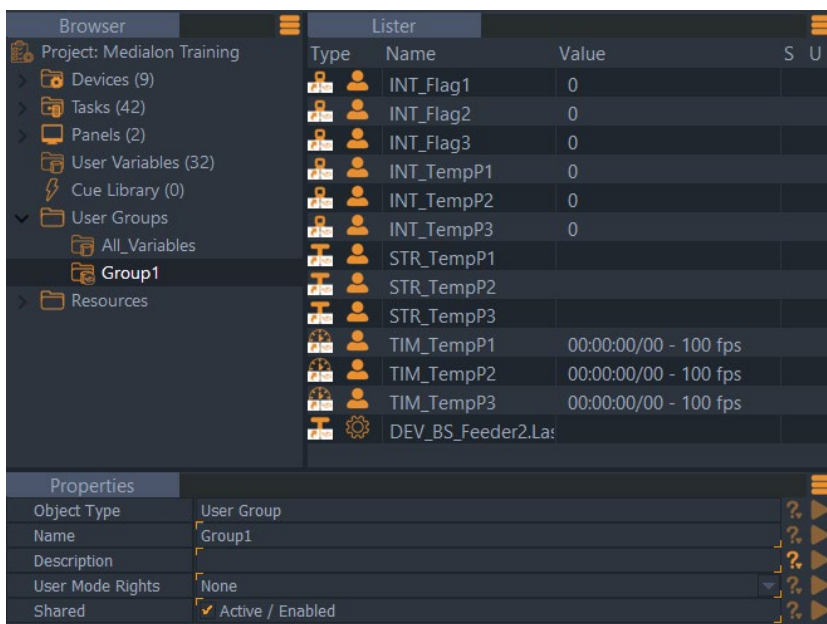 Browser
Project: Medialon Training
Devices (9)
Tasks (42)
Panels (2)
User Variables (32)
Cue Library (0)
User Groups
All_Variables
Group1
Resources
Lister
Type Name Value S U
INT_Flag1 0
INT_Flag2 0
INT_Flag3 0
INT_TempP1 0
INT_TempP2 0
INT_TempP3 0
STR_TempP1
STR_TempP2
STR_TempP3
TIM_TempP1 00:00:00/00 - 100 fps
TIM_TempP2 00:00:00/00 - 100 fps
TIM_TempP3 00:00:00/00 - 100 fps
DEV_BS_Feeder2.Las
Properties
Object Type User Group
Name Group1
Description
User Mode Rights None
Shared Active / Enabled